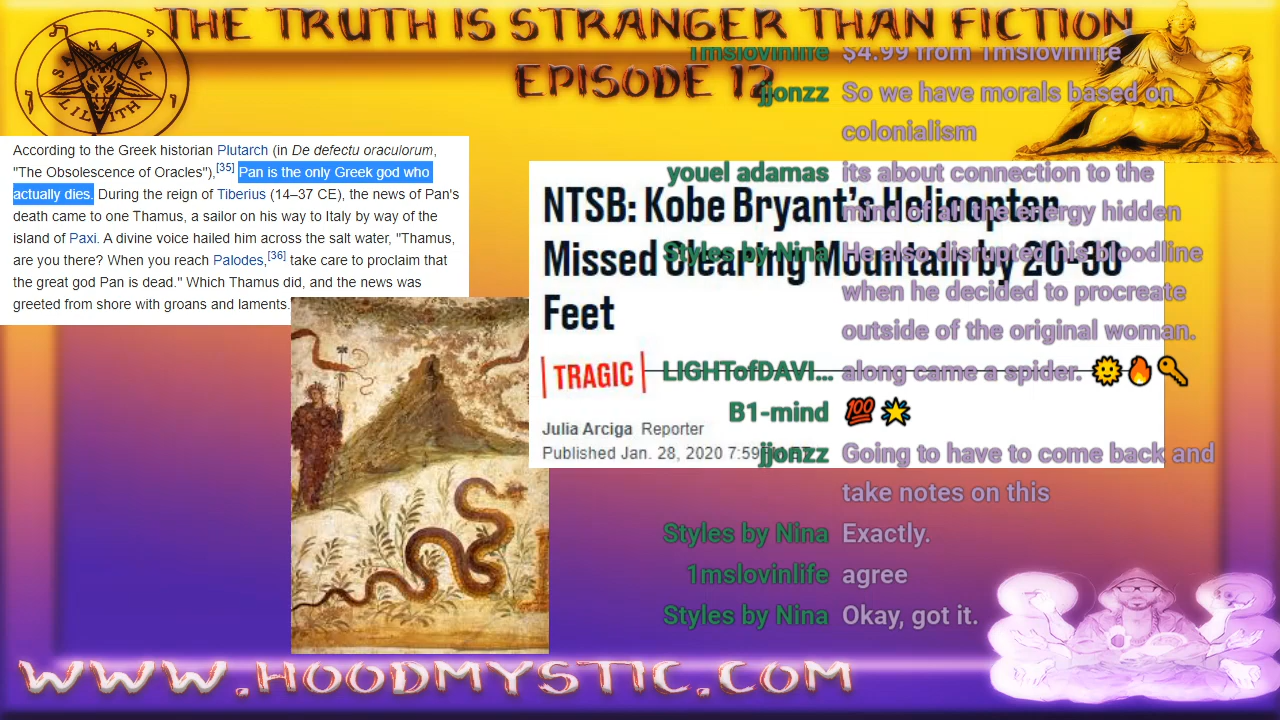 THE TRUTH IS STRANGER THAN FICTION
EPISODE 12
SAMAEL
LILITH
According to the Greek historian Plutarch (in De defectu oraculorum,
"The Obsolescence of Oracles"),[35] Pan is the only Greek god who
actually dies. During the reign of Tiberius (14–37 CE), the news of Pan's
death came to one Thamus, a sailor on his way to Italy by way of the
island of Paxi. A divine voice hailed him across the salt water, "Thamus,
are you there? When you reach Palodes,[36] take care to proclaim that
the great god Pan is dead." Which Thamus did, and the news was
greeted from shore with groans and laments.
NTSB: Kobe Bryant's Helicopter
Missed Clearing Mountain by 20-30
Feet
TRAGIC
Julia Arciga Reporter
Published Jan. 28, 2020 7:59
1mslovinlife $4.99 from 1mslovinlife
jjonzz So we have morals based on
colonialism
youel adamas its about connection to the
mind of all the energy hidden
Styles by Nina He also disrupted his bloodline
when he decided to procreate
outside of the original woman.
LIGHTofDAVI... along came a spider. 🌞🔥🔑
B1-mind 💯🌟
jjonzz Going to have to come back and
take notes on this
Styles by Nina Exactly.
1mslovinlife agree
Styles by Nina Okay, got it.
WWW.HOODMYSTIC.COM